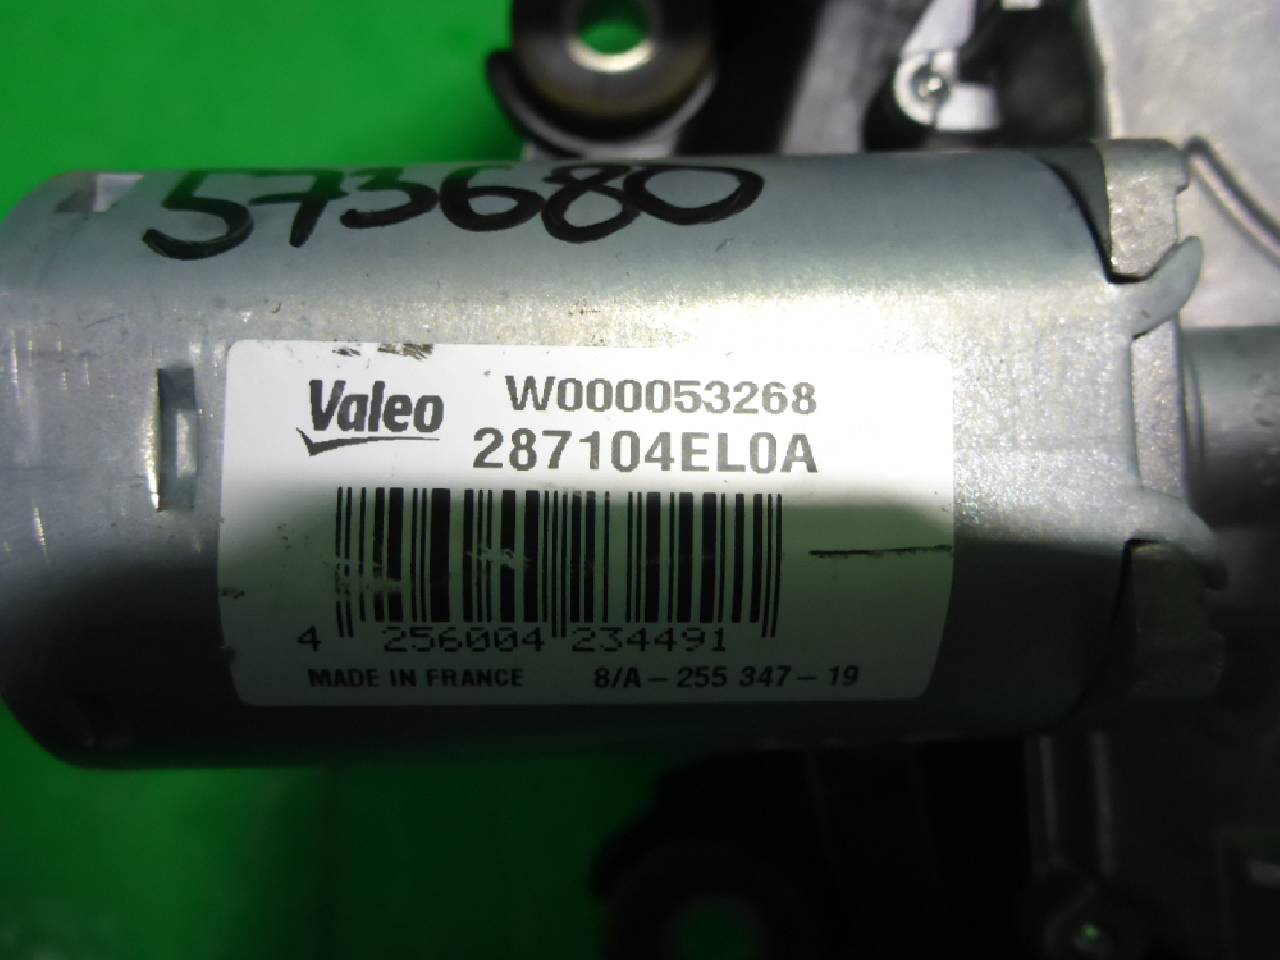 573680
Valeo
W000053268
287104EL0A
4 256004 234491
MADE IN FRANCE 8/A-255 347-19